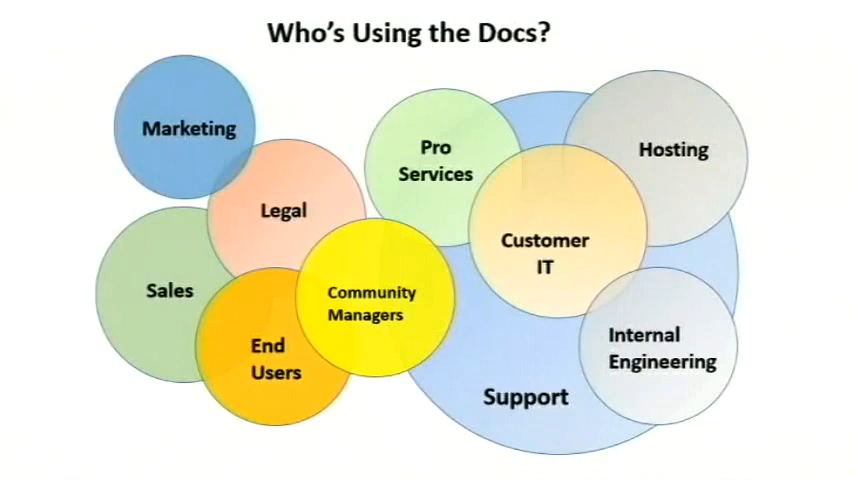 Who's Using the Docs?
Marketing
Pro
Services
Hosting
Legal
Customer
IT
Sales
Community
Managers
End
Users
Internal
Engineering
Support